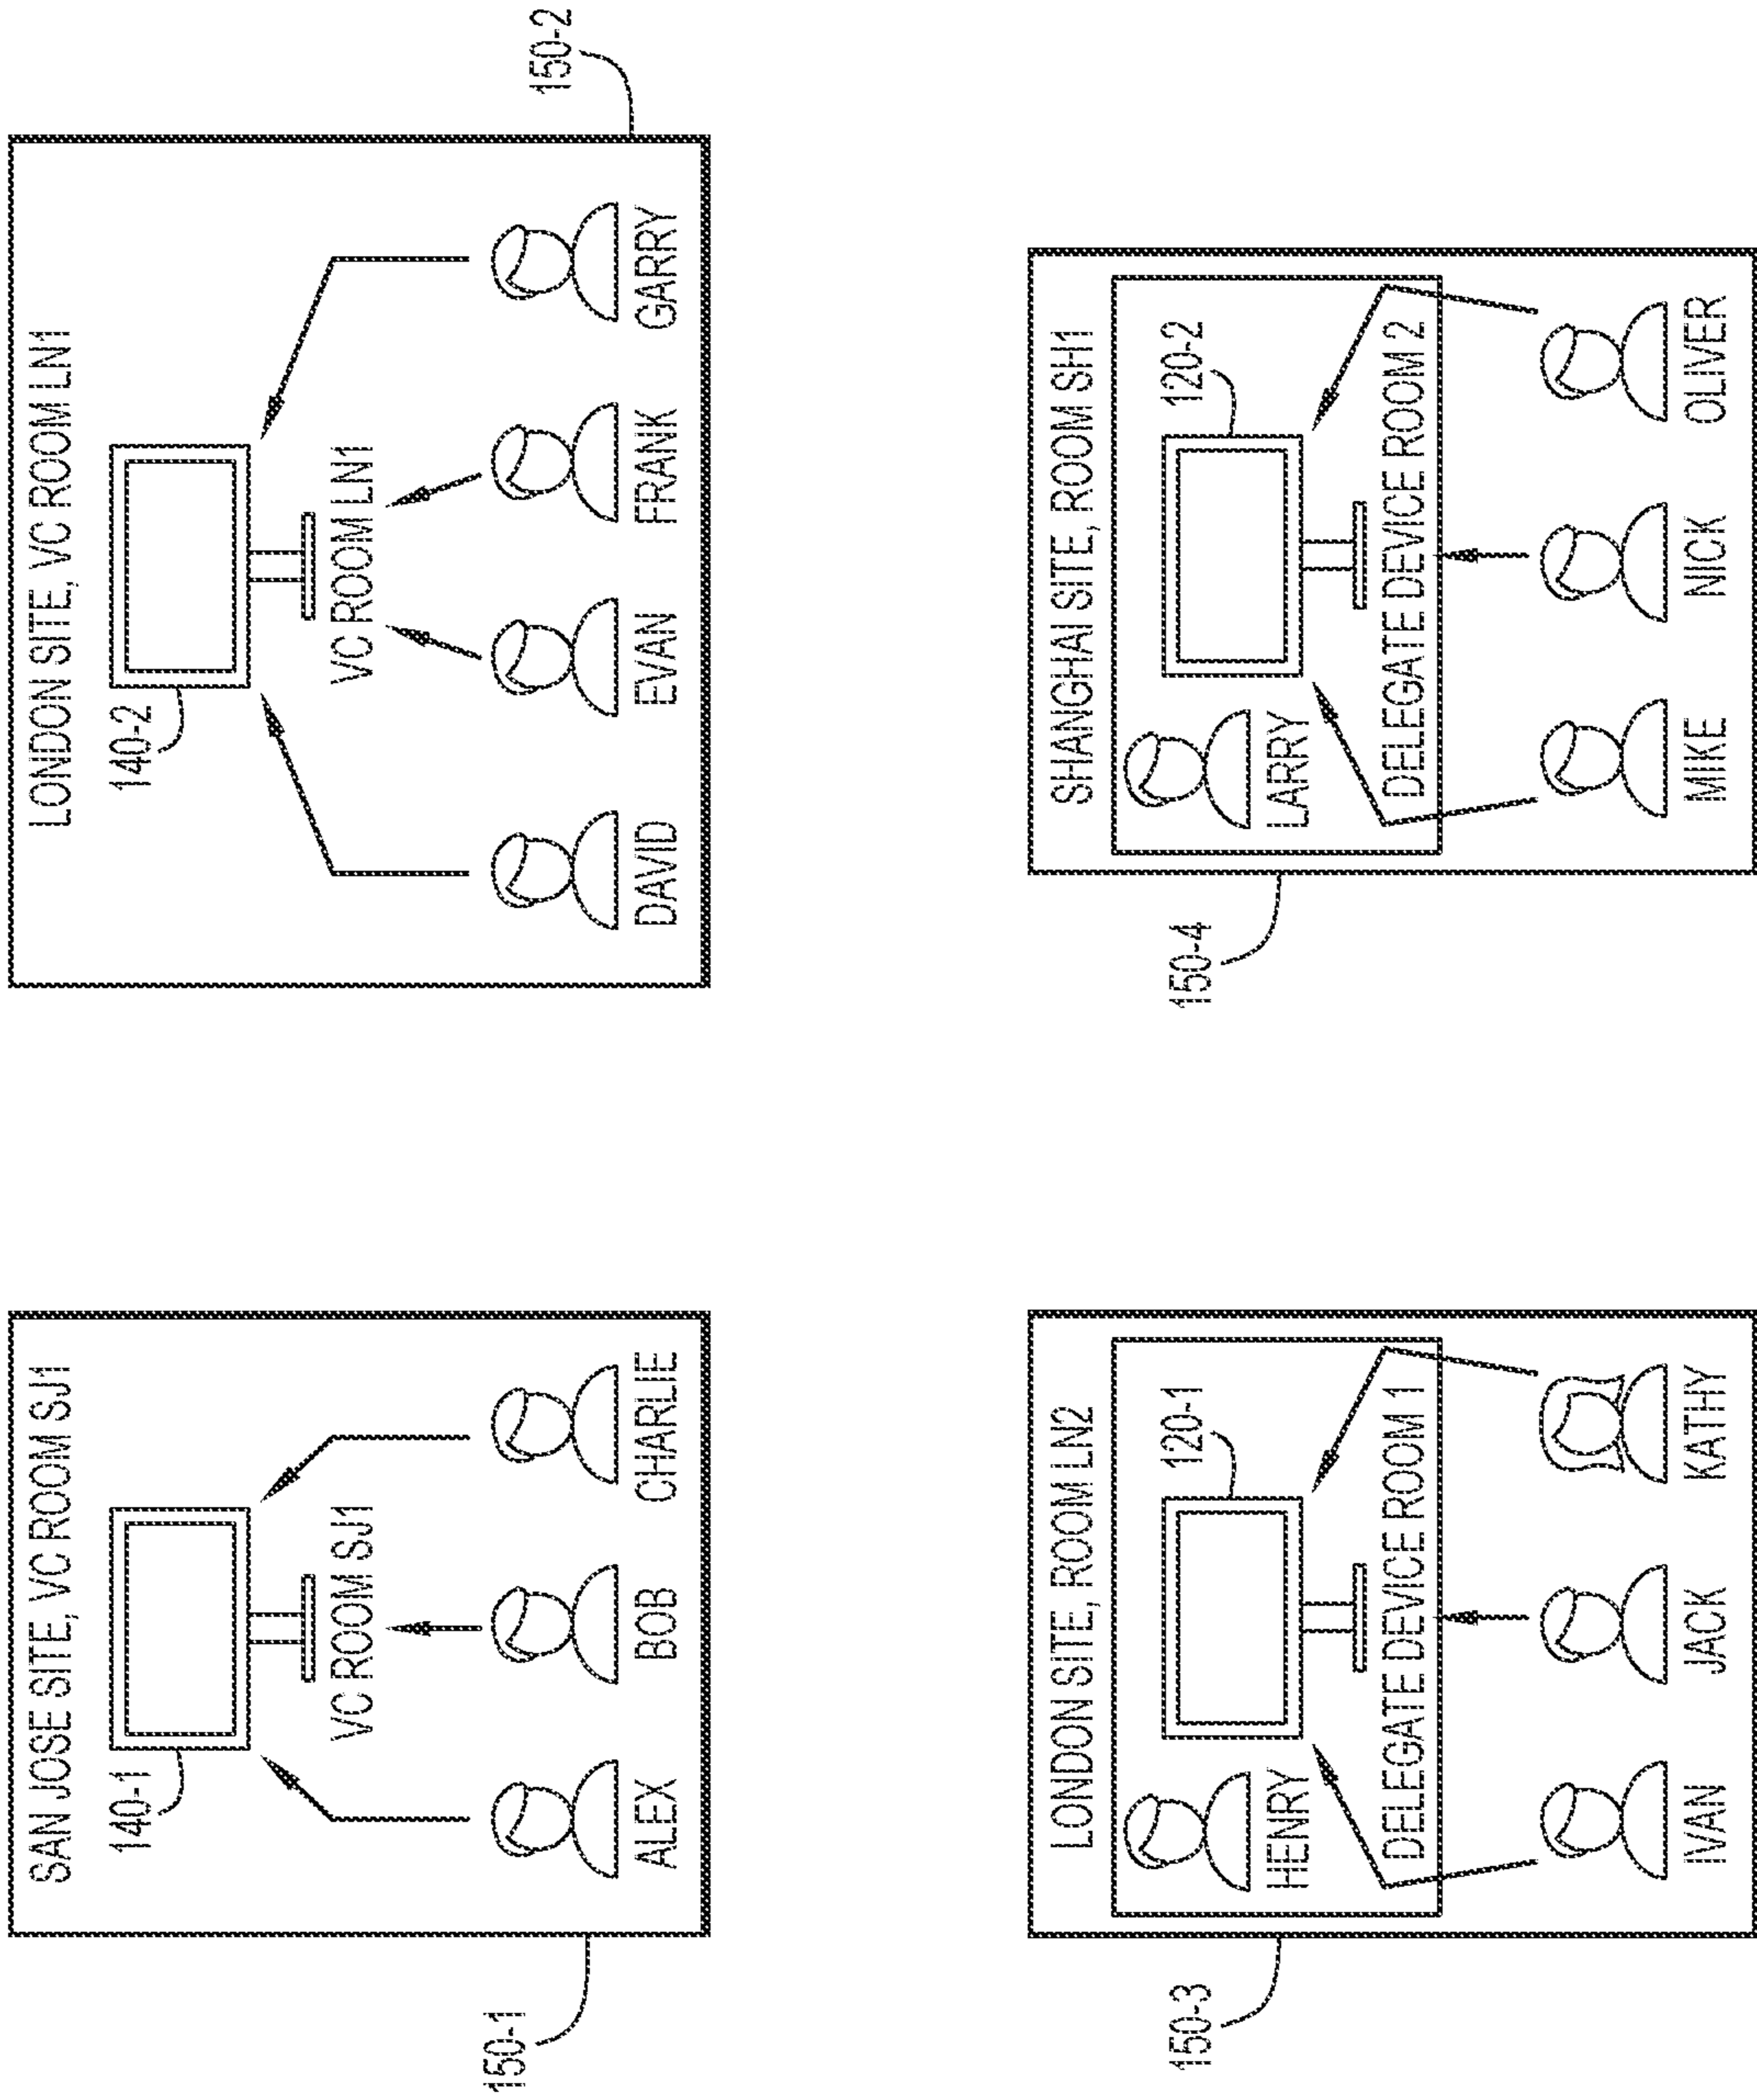 SAN JOSE SITE, VC ROOM SJ1
140-1
VC ROOM SJ1
ALEX
BOB
CHARLIE
150-1
LONDON SITE, VC ROOM LN1
140-2
VC ROOM LN1
DAVID
EVAN
FRANK
GARRY
150-2
LONDON SITE, ROOM LN2
120-1
HENRY
DELEGATE DEVICE ROOM 1
IVAN
JACK
KATHY
150-3
SHANGHAI SITE, ROOM SH1
120-2
LARRY
DELEGATE DEVICE ROOM 2
MIKE
NICK
OLIVER
150-4